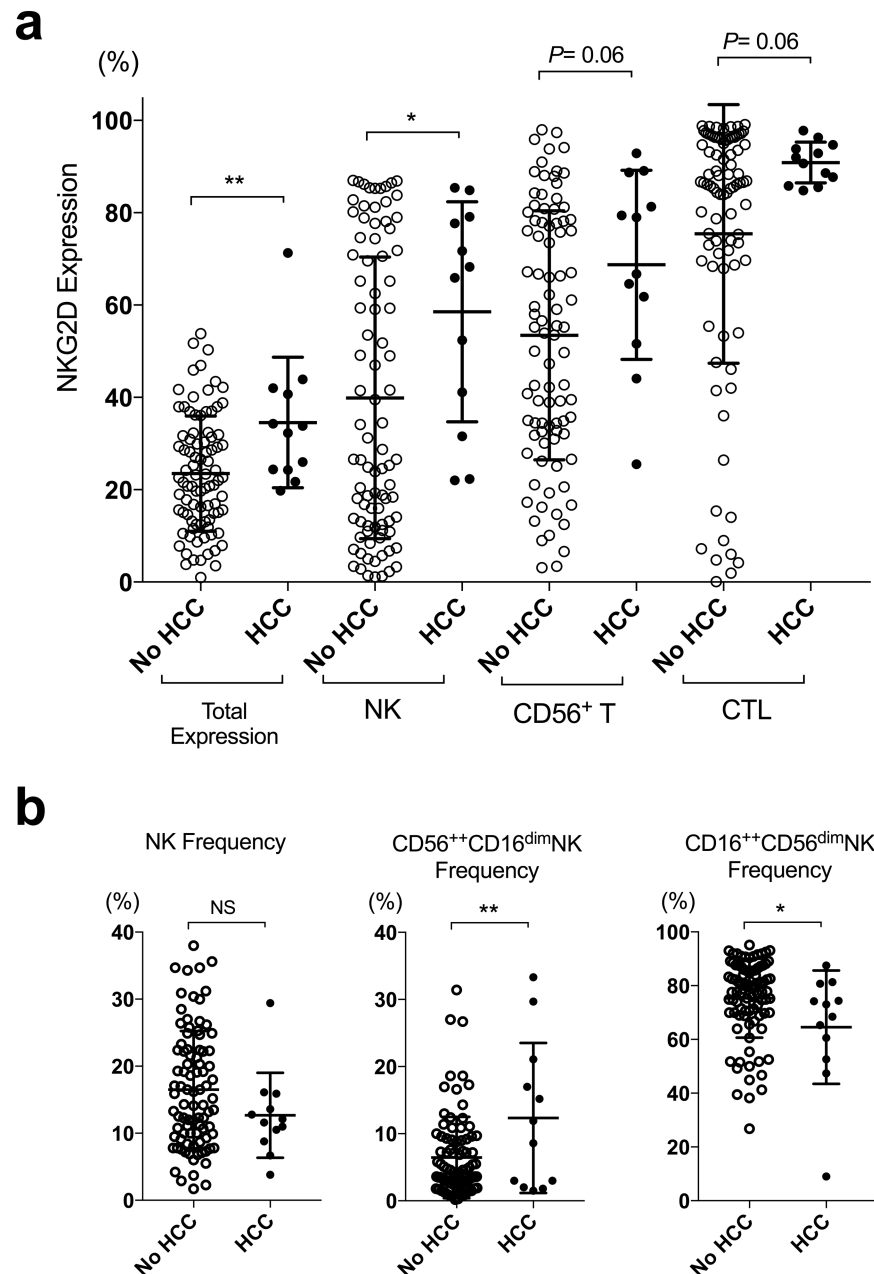 a
(%)
P= 0.06
P= 0.06
*
**
NKG2D Expression
100
80
60
40
20
0
No HCC
HCC
No HCC
HCC
No HCC
HCC
No HCC
HCC
Total
Expression
NK
CD56⁺ T
CTL
b
NK Frequency
(%)
NS
40
30
20
10
0
No HCC
HCC
CD56⁺⁺CD16ᵈⁱᵐNK
Frequency
(%)
**
40
30
20
10
0
No HCC
HCC
CD16⁺⁺CD56ᵈⁱᵐNK
Frequency
(%)
*
100
80
60
40
20
0
No HCC
HCC